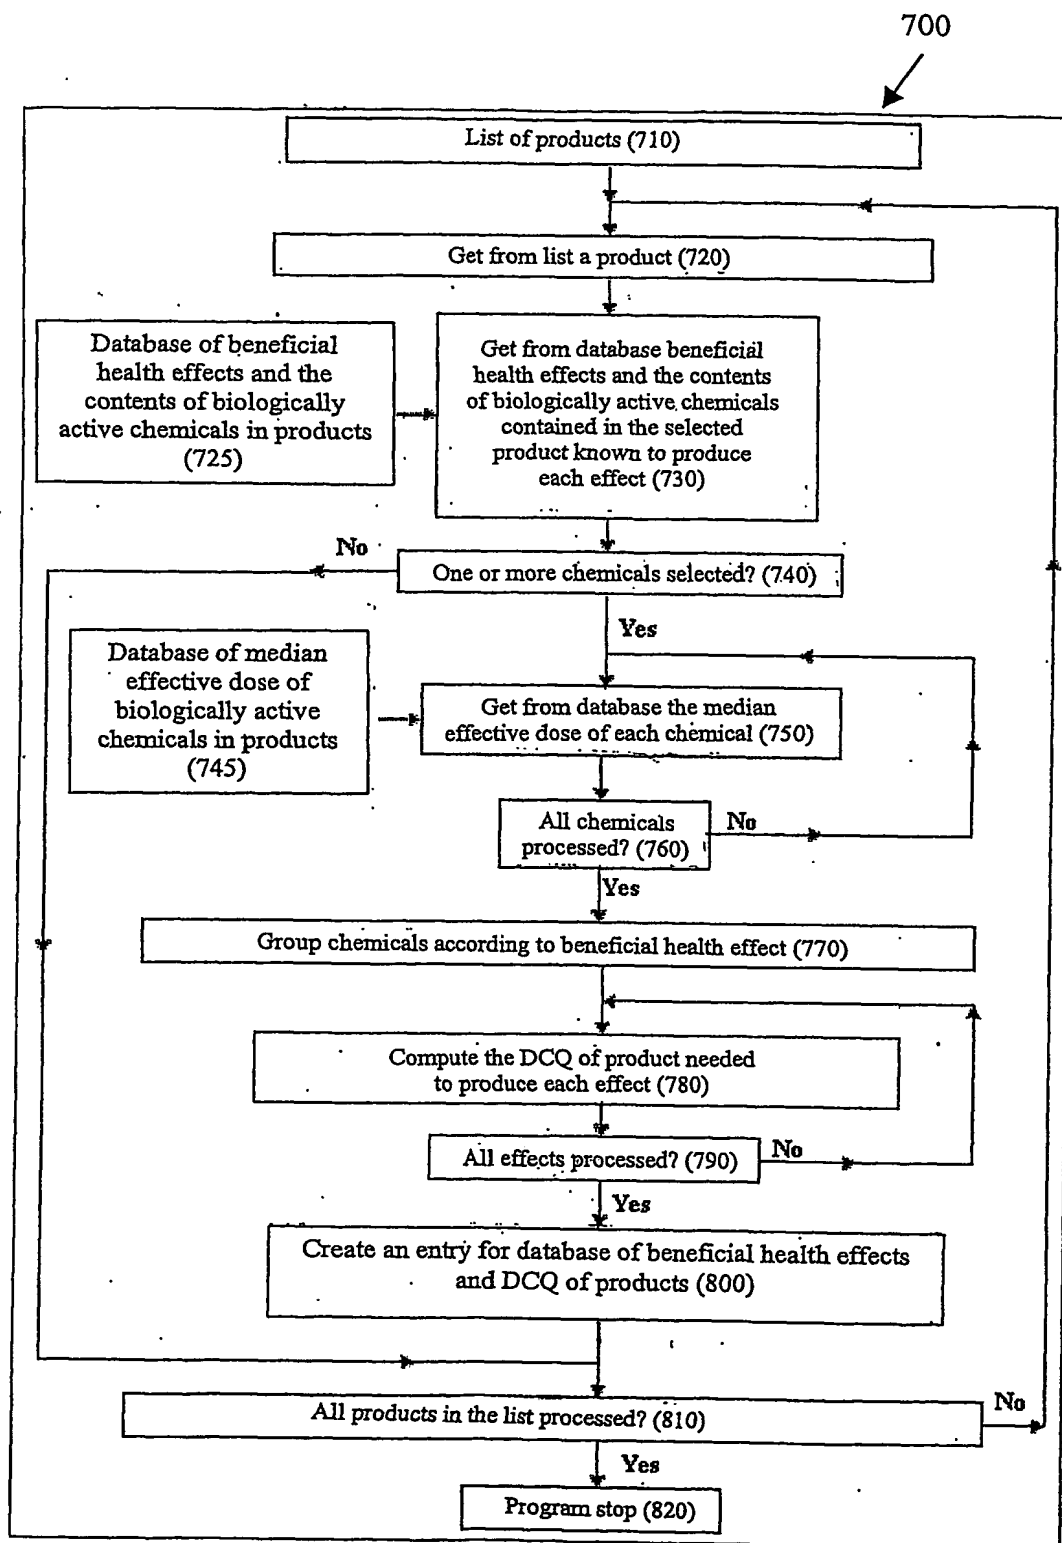 700
List of products (710)
Get from list a product (720)
Database of beneficial
health effects and the
contents of biologically
active chemicals in products
(725)
Get from database beneficial
health effects and the contents
of biologically active chemicals
contained in the selected
product known to produce
each effect (730)
No
One or more chemicals selected? (740)
Yes
Database of median
effective dose of
biologically active
chemicals in products
(745)
Get from database the median
effective dose of each chemical (750)
All chemicals
processed? (760)
No
Yes
Group chemicals according to beneficial health effect (770)
Compute the DCQ of product needed
to produce each effect (780)
All effects processed? (790)
No
Yes
Create an entry for database of beneficial health effects
and DCQ of products (800)
All products in the list processed? (810)
No
Yes
Program stop (820)